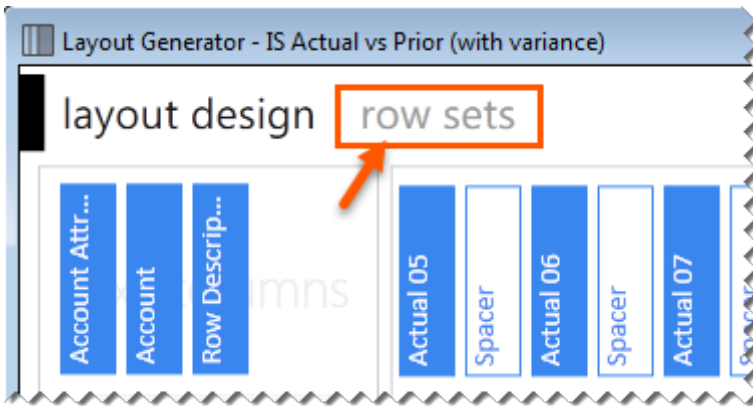 Layout Generator - IS Actual vs Prior (with variance)
layout design
row sets
Account Attr...
Account
Row Descrip...
Actual 05
Spacer
Actual 06
Spacer
Actual 07
Spacer